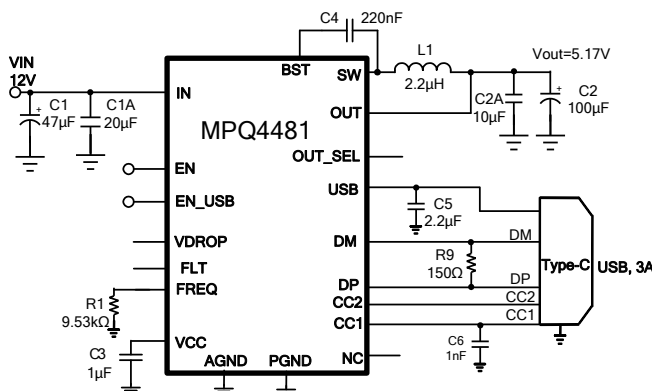 C4
220nF
VIN
12V
BST
SW
L1
2.2µH
Vout=5.17V
C1
47µF
C1A
20µF
IN
MPQ4481
OUT
C2A
10µF
C2
100µF
OUT_SEL
EN
USB
EN_USB
C5
2.2µF
VDROP
DM
R9
150Ω
DM
Type-C
USB, 3A
FLT
DP
DP
R1
9.53kΩ
FREQ
CC2
CC2
CC1
CC1
VCC
C3
1µF
AGND
PGND
NC
C6
1nF